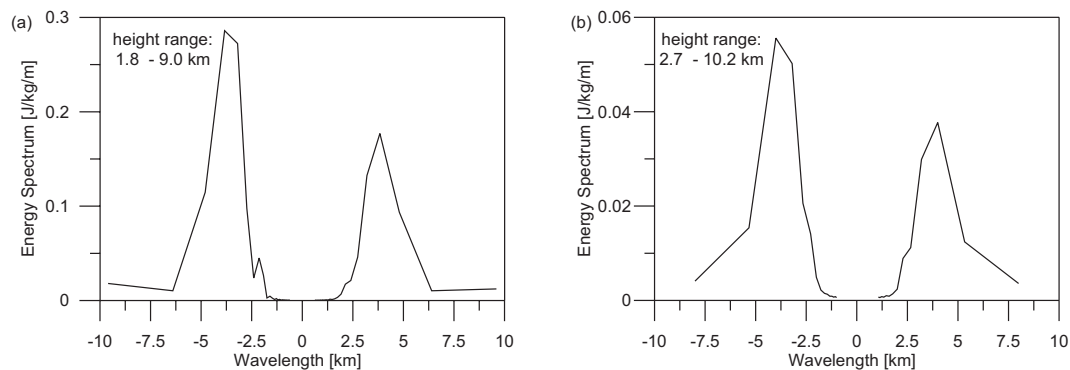 (a)
height range:
1.8 - 9.0 km
Energy Spectrum [J/kg/m]
0.3
0.2
0.1
0
-10 -7.5 -5 -2.5 0 2.5 5 7.5 10
Wavelength [km]
(b)
height range:
2.7 - 10.2 km
Energy Spectrum [J/kg/m]
0.06
0.04
0.02
0
-10 -7.5 -5 -2.5 0 2.5 5 7.5 10
Wavelength [km]